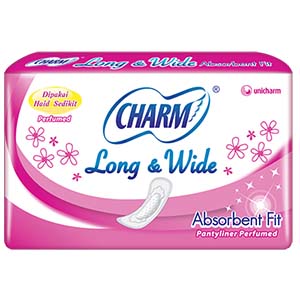 Long & Wide Absorbent Fit
Dipakai
Haid Sedikit
Perfumed
unicharm
CHARM®
Long & Wide
Absorbent Fit
Pantyliner Perfumed